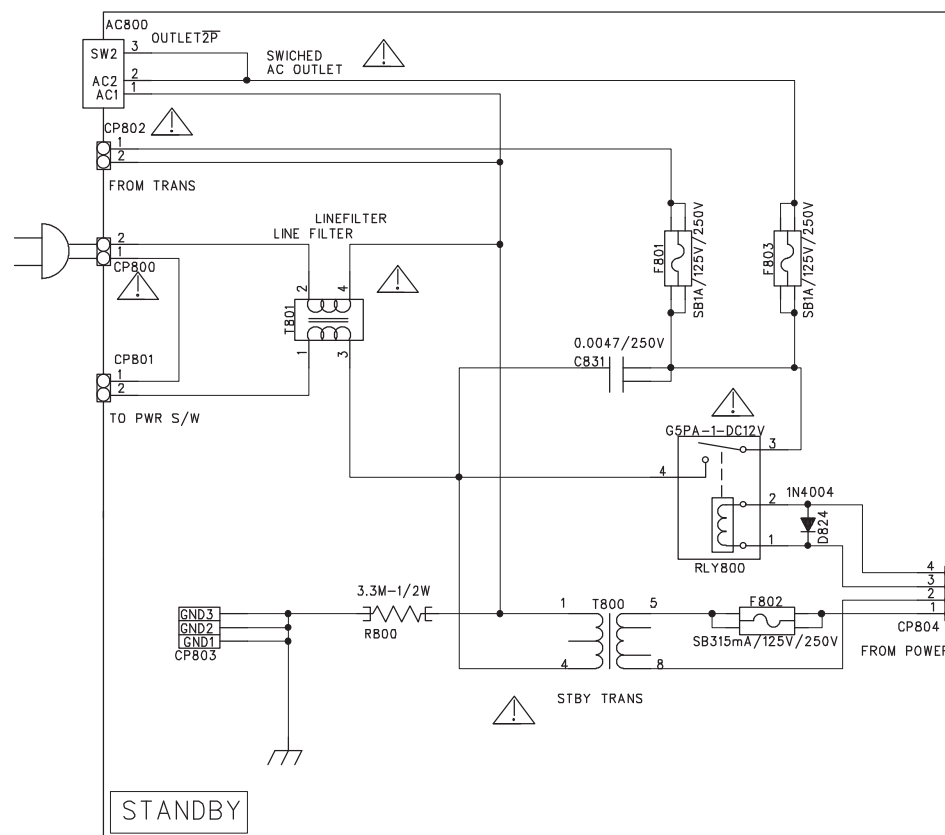 AC800
OUTLET2P
SW2 3
AC2 2
AC1 1
SWICHED
AC OUTLET
CP802
1
2
FROM TRANS
LINEFILTER
LINE FILTER
2
1
CP800
2 4
T801
1 3
F801
SB1A/125V/250V
F803
SB1A/125V/250V
0.0047/250V
C831
CP801
1
2
TO PWR S/W
G5PA-1-DC12V
3
4
2
1
1N4004
D824
RLY800
4
3
2
1
CP804
FROM POWER
3.3M-1/2W
R800
GND3
GND2
GND1
CP803
1 T800 5
4 8
F802
SB315mA/125V/250V
STBY TRANS
STANDBY